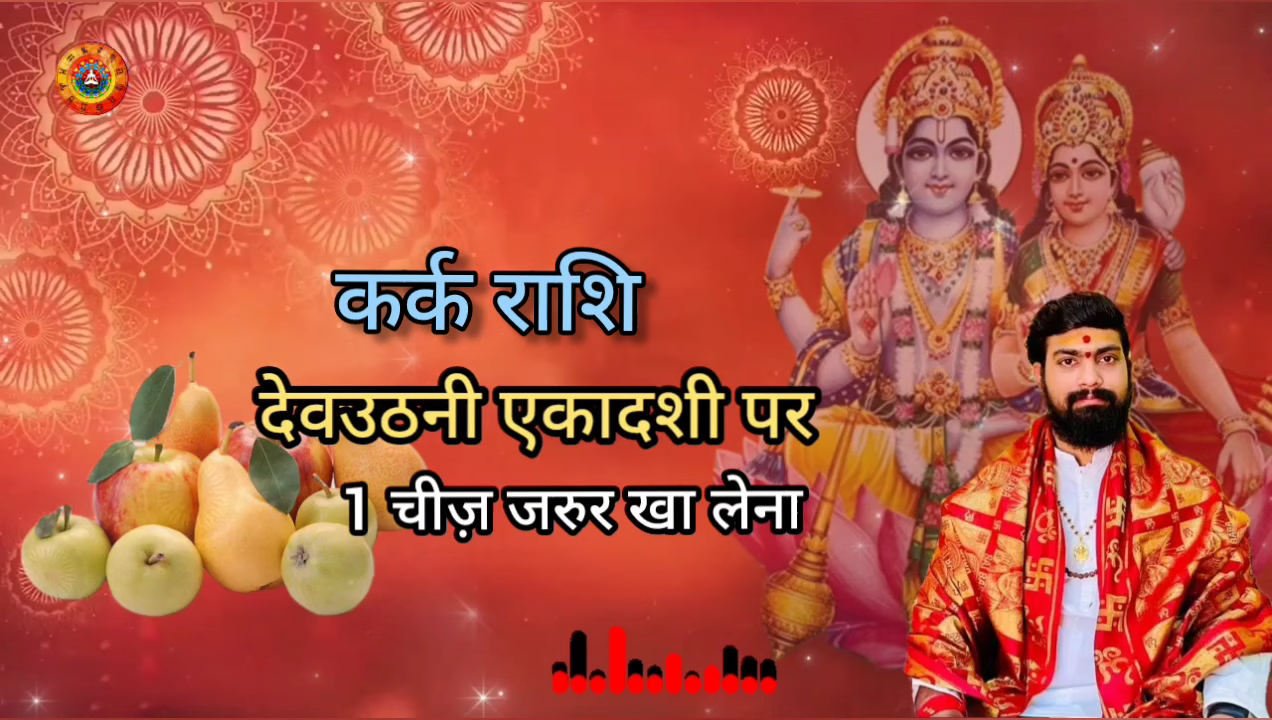 कर्क राशि
देवउठनी एकादशी पर
1 चीज़ जरुर खा लेना